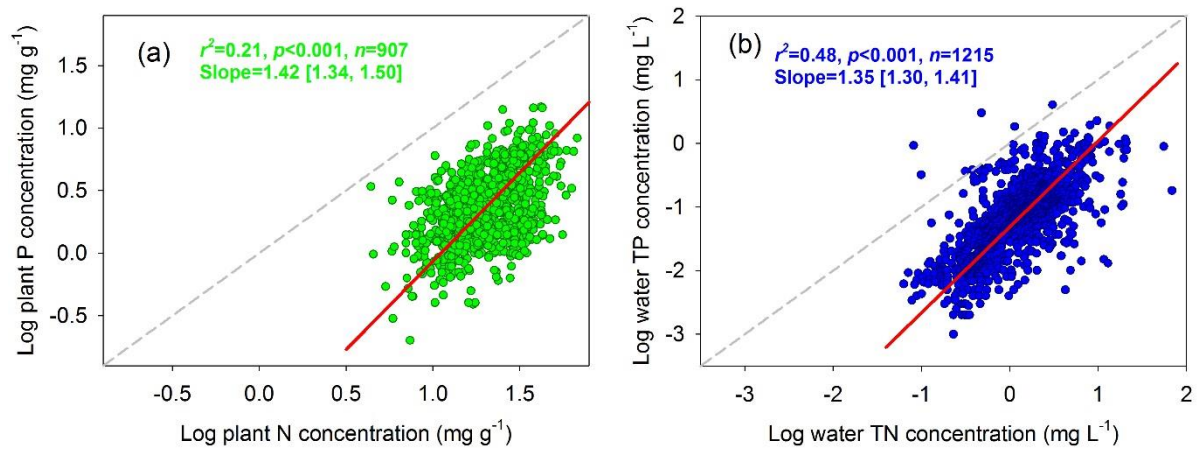 (a)
r²=0.21, p<0.001, n=907
Slope=1.42 [1.34, 1.50]
Log plant P concentration (mg g⁻¹)
1.5
1.0
0.5
0.0
-0.5
-0.5
0.0
0.5
1.0
1.5
Log plant N concentration (mg g⁻¹)
(b)
r²=0.48, p<0.001, n=1215
Slope=1.35 [1.30, 1.41]
Log water TP concentration (mg L⁻¹)
2
1
0
-1
-2
-3
-3
-2
-1
0
1
2
Log water TN concentration (mg L⁻¹)